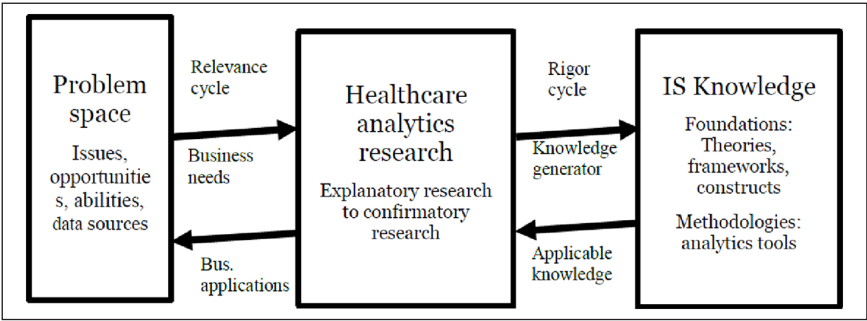 Problem
space
Issues,
opportunitie
s, abilities,
data sources
Relevance
cycle
Business
needs
Bus.
applications
Healthcare
analytics
research
Explanatory research
to confirmatory
research
Rigor
cycle
Knowledge
generator
Applicable
knowledge
IS Knowledge
Foundations:
Theories,
frameworks,
constructs
Methodologies:
analytics tools